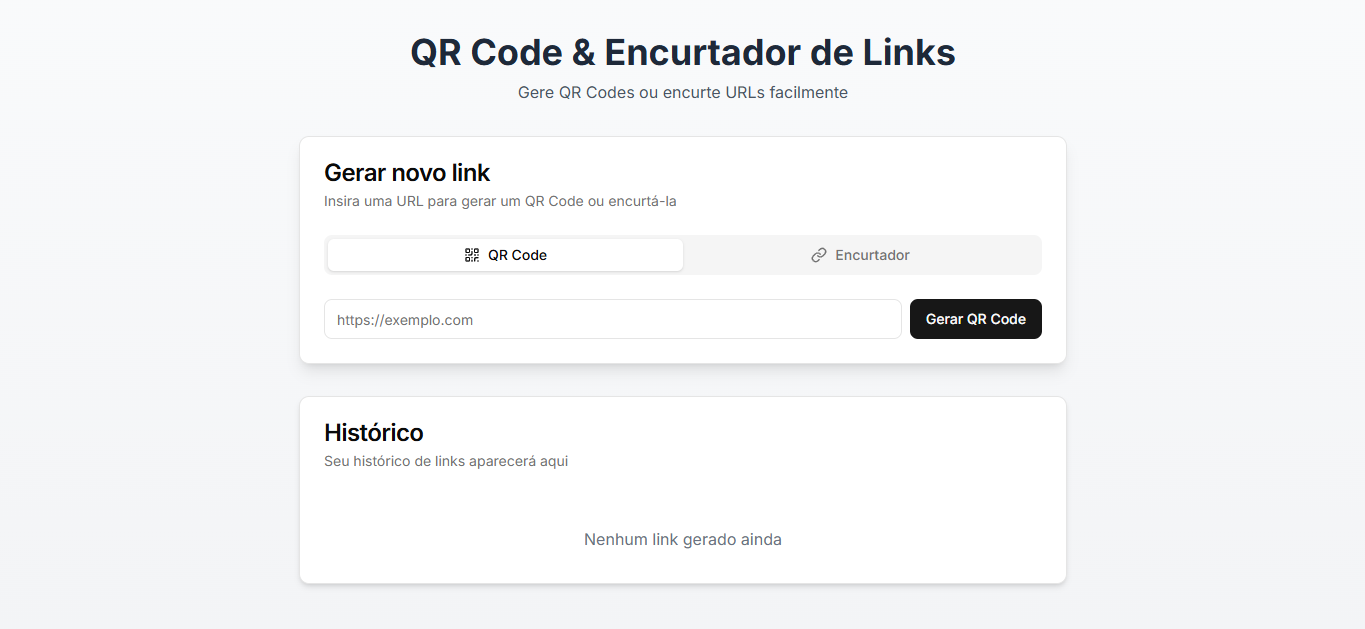 QR Code & Encurtador de Links
Gere QR Codes ou encurte URLs facilmente
Gerar novo link
Insira uma URL para gerar um QR Code ou encurtá-la
QR Code
Encurtador
https://exemplo.com
Gerar QR Code
Histórico
Seu histórico de links aparecerá aqui
Nenhum link gerado ainda